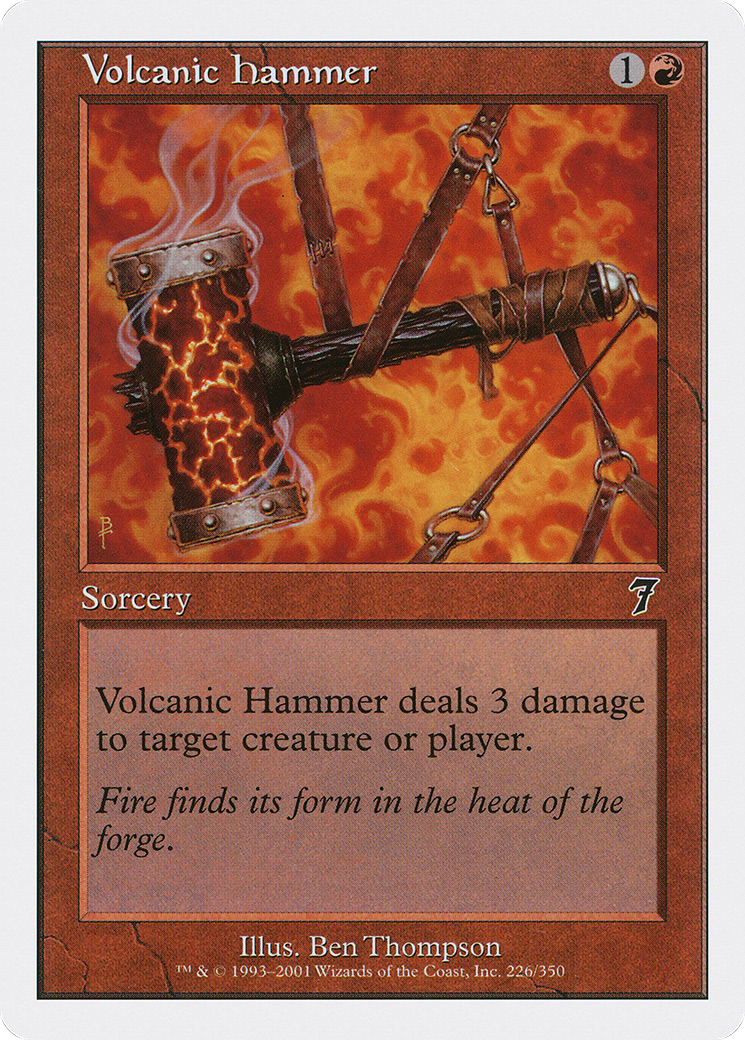 Volcanic Hammer
1
Sorcery
7
Volcanic Hammer deals 3 damage
to target creature or player.
Fire finds its form in the heat of the
forge.
Illus. Ben Thompson
™ & © 1993–2001 Wizards of the Coast, Inc. 226/350